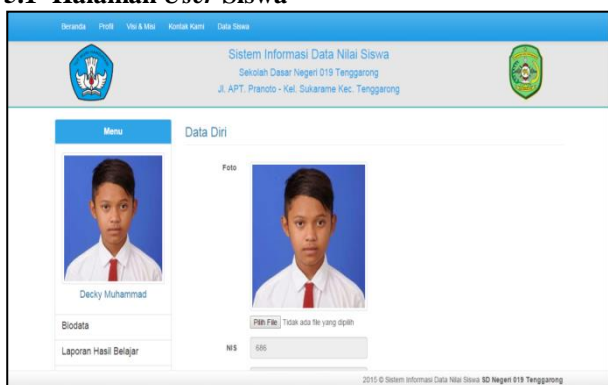 Halaman User Siswa
Beranda Profil Visi & Misi Kontak Kami Data Siswa
Sistem Informasi Data Nilai Siswa
Sekolah Dasar Negeri 019 Tenggarong
Jl. APT. Pranoto - Kel. Sukarame Kec. Tenggarong
Menu
Data Diri
Foto
Decky Muhammad
Pilih File Tidak ada file yang dipilih
Biodata
NIS 686
Laporan Hasil Belajar
2015 © Sistem Informasi Data Nilai Siswa SD Negeri 019 Tenggarong